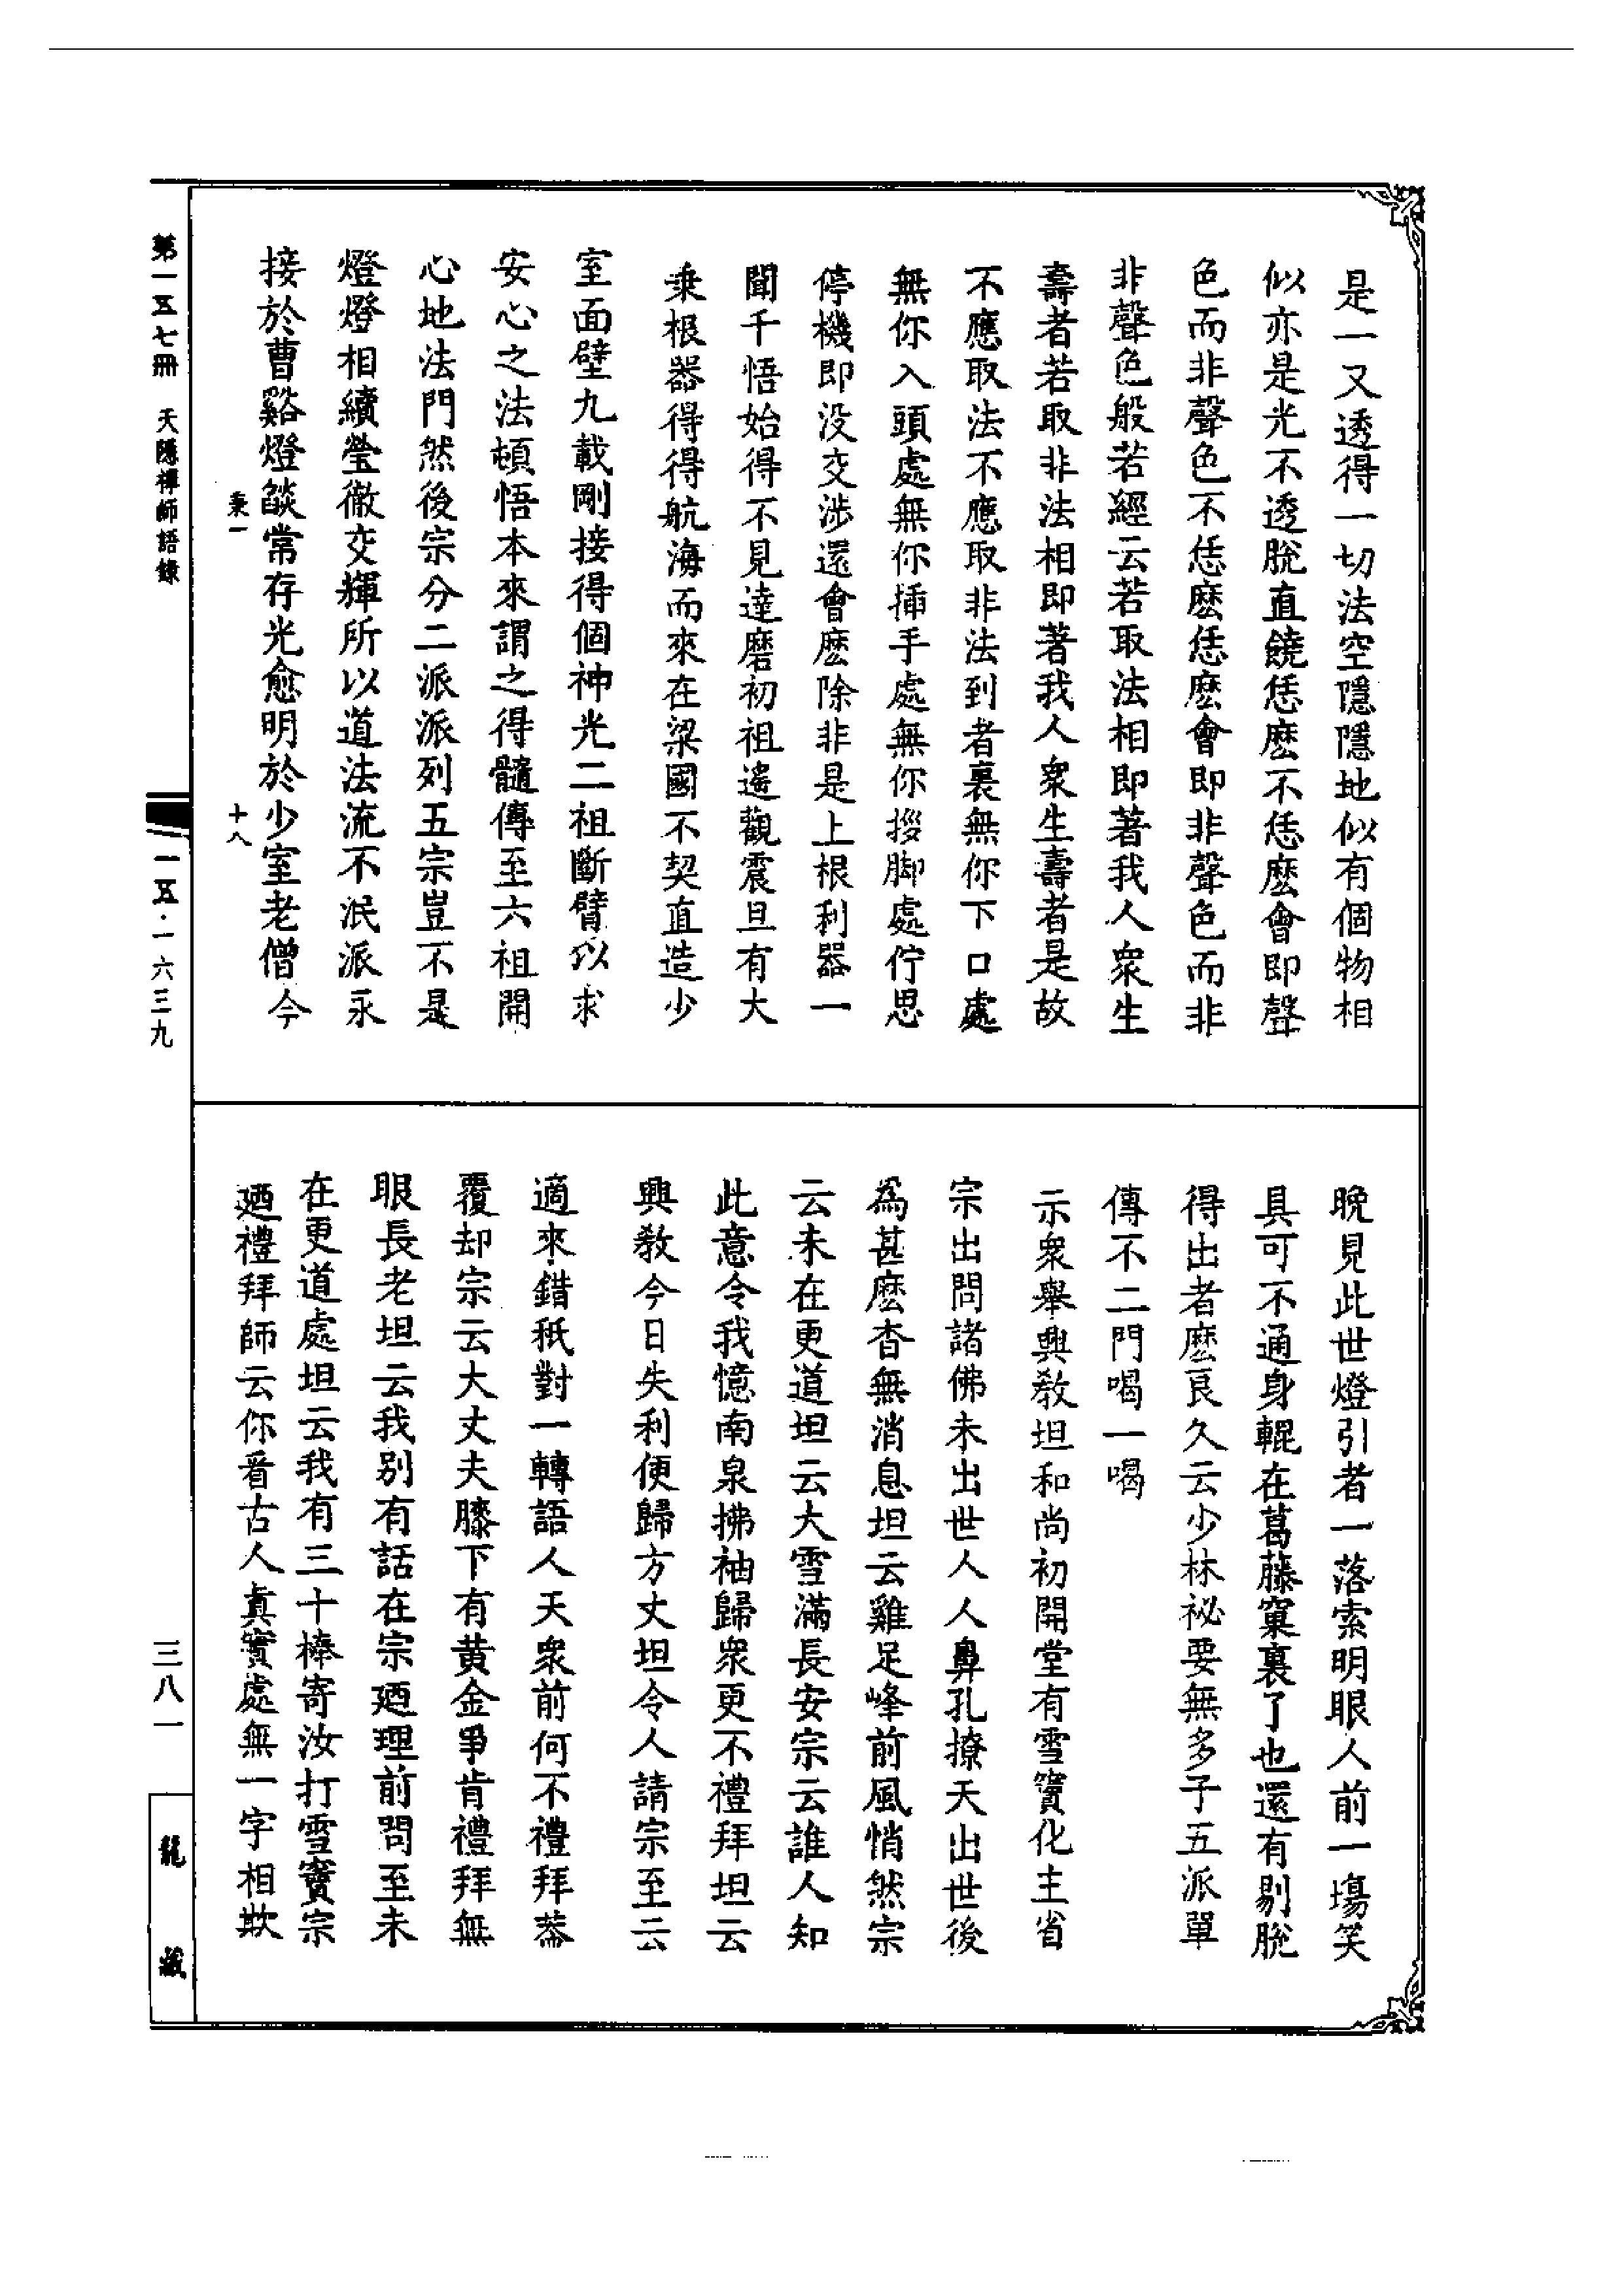 是一又透得一切法空隱隱地似有個物相
似亦是光不透脫直饒恁麽不恁麽會即聲
色而非聲色不恁麽恁麽會即非聲色而非
非聲色般若經云若取法相即著我人衆生
壽者若取非法相即著我人衆生壽者是故
不應取法不應取非法到者裏無你下口處
無你入頭處無你揷手處無你拶脚處佇思
停機即没交涉還會麽除非是上根利器一
聞千悟始得不見達磨初祖遙觀震旦有大
乘根器得得航海而來在梁國不契直造少
室面壁九載剛接得個神光二祖斷臂以求
安心之法頓悟本來謂之得髓傳至六祖開
心地法門然後宗分二派派列五宗豈不是
燈燈相續瑩徹交輝所以道法流不泯派永
接於曹谿燈燄常存光愈明於少室老僧今
晚見此世燈引者一落索明眼人前一塲笑
具可不通身輥在葛藤窠裏了也還有剔脫
得出者麽良久云少林祕要無多子五派單
傳不二門喝一喝
示衆舉興教坦和尚初開堂有雪竇化主省
宗出問諸佛未出世人人鼻孔撩天出世後
為甚麽杳無消息坦云雞足峰前風悄然宗
云未在更道坦云大雪滿長安宗云誰人知
此意令我憶南泉拂袖歸衆更不禮拜坦云
興教今日失利便歸方丈坦令人請宗至云
適來錯秖對一轉語人天衆前何不禮拜葢
覆却宗云大丈夫膝下有黄金爭肯禮拜無
眼長老坦云我别有話在宗廼理前問至未
在更道處坦云我有三十棒寄汝打雪竇宗
廼禮拜師云你看古人真實處無一字相欺
第一五七冊 天隱禪師語錄
秉一
十八
一五·一六三九
三八一
龍藏